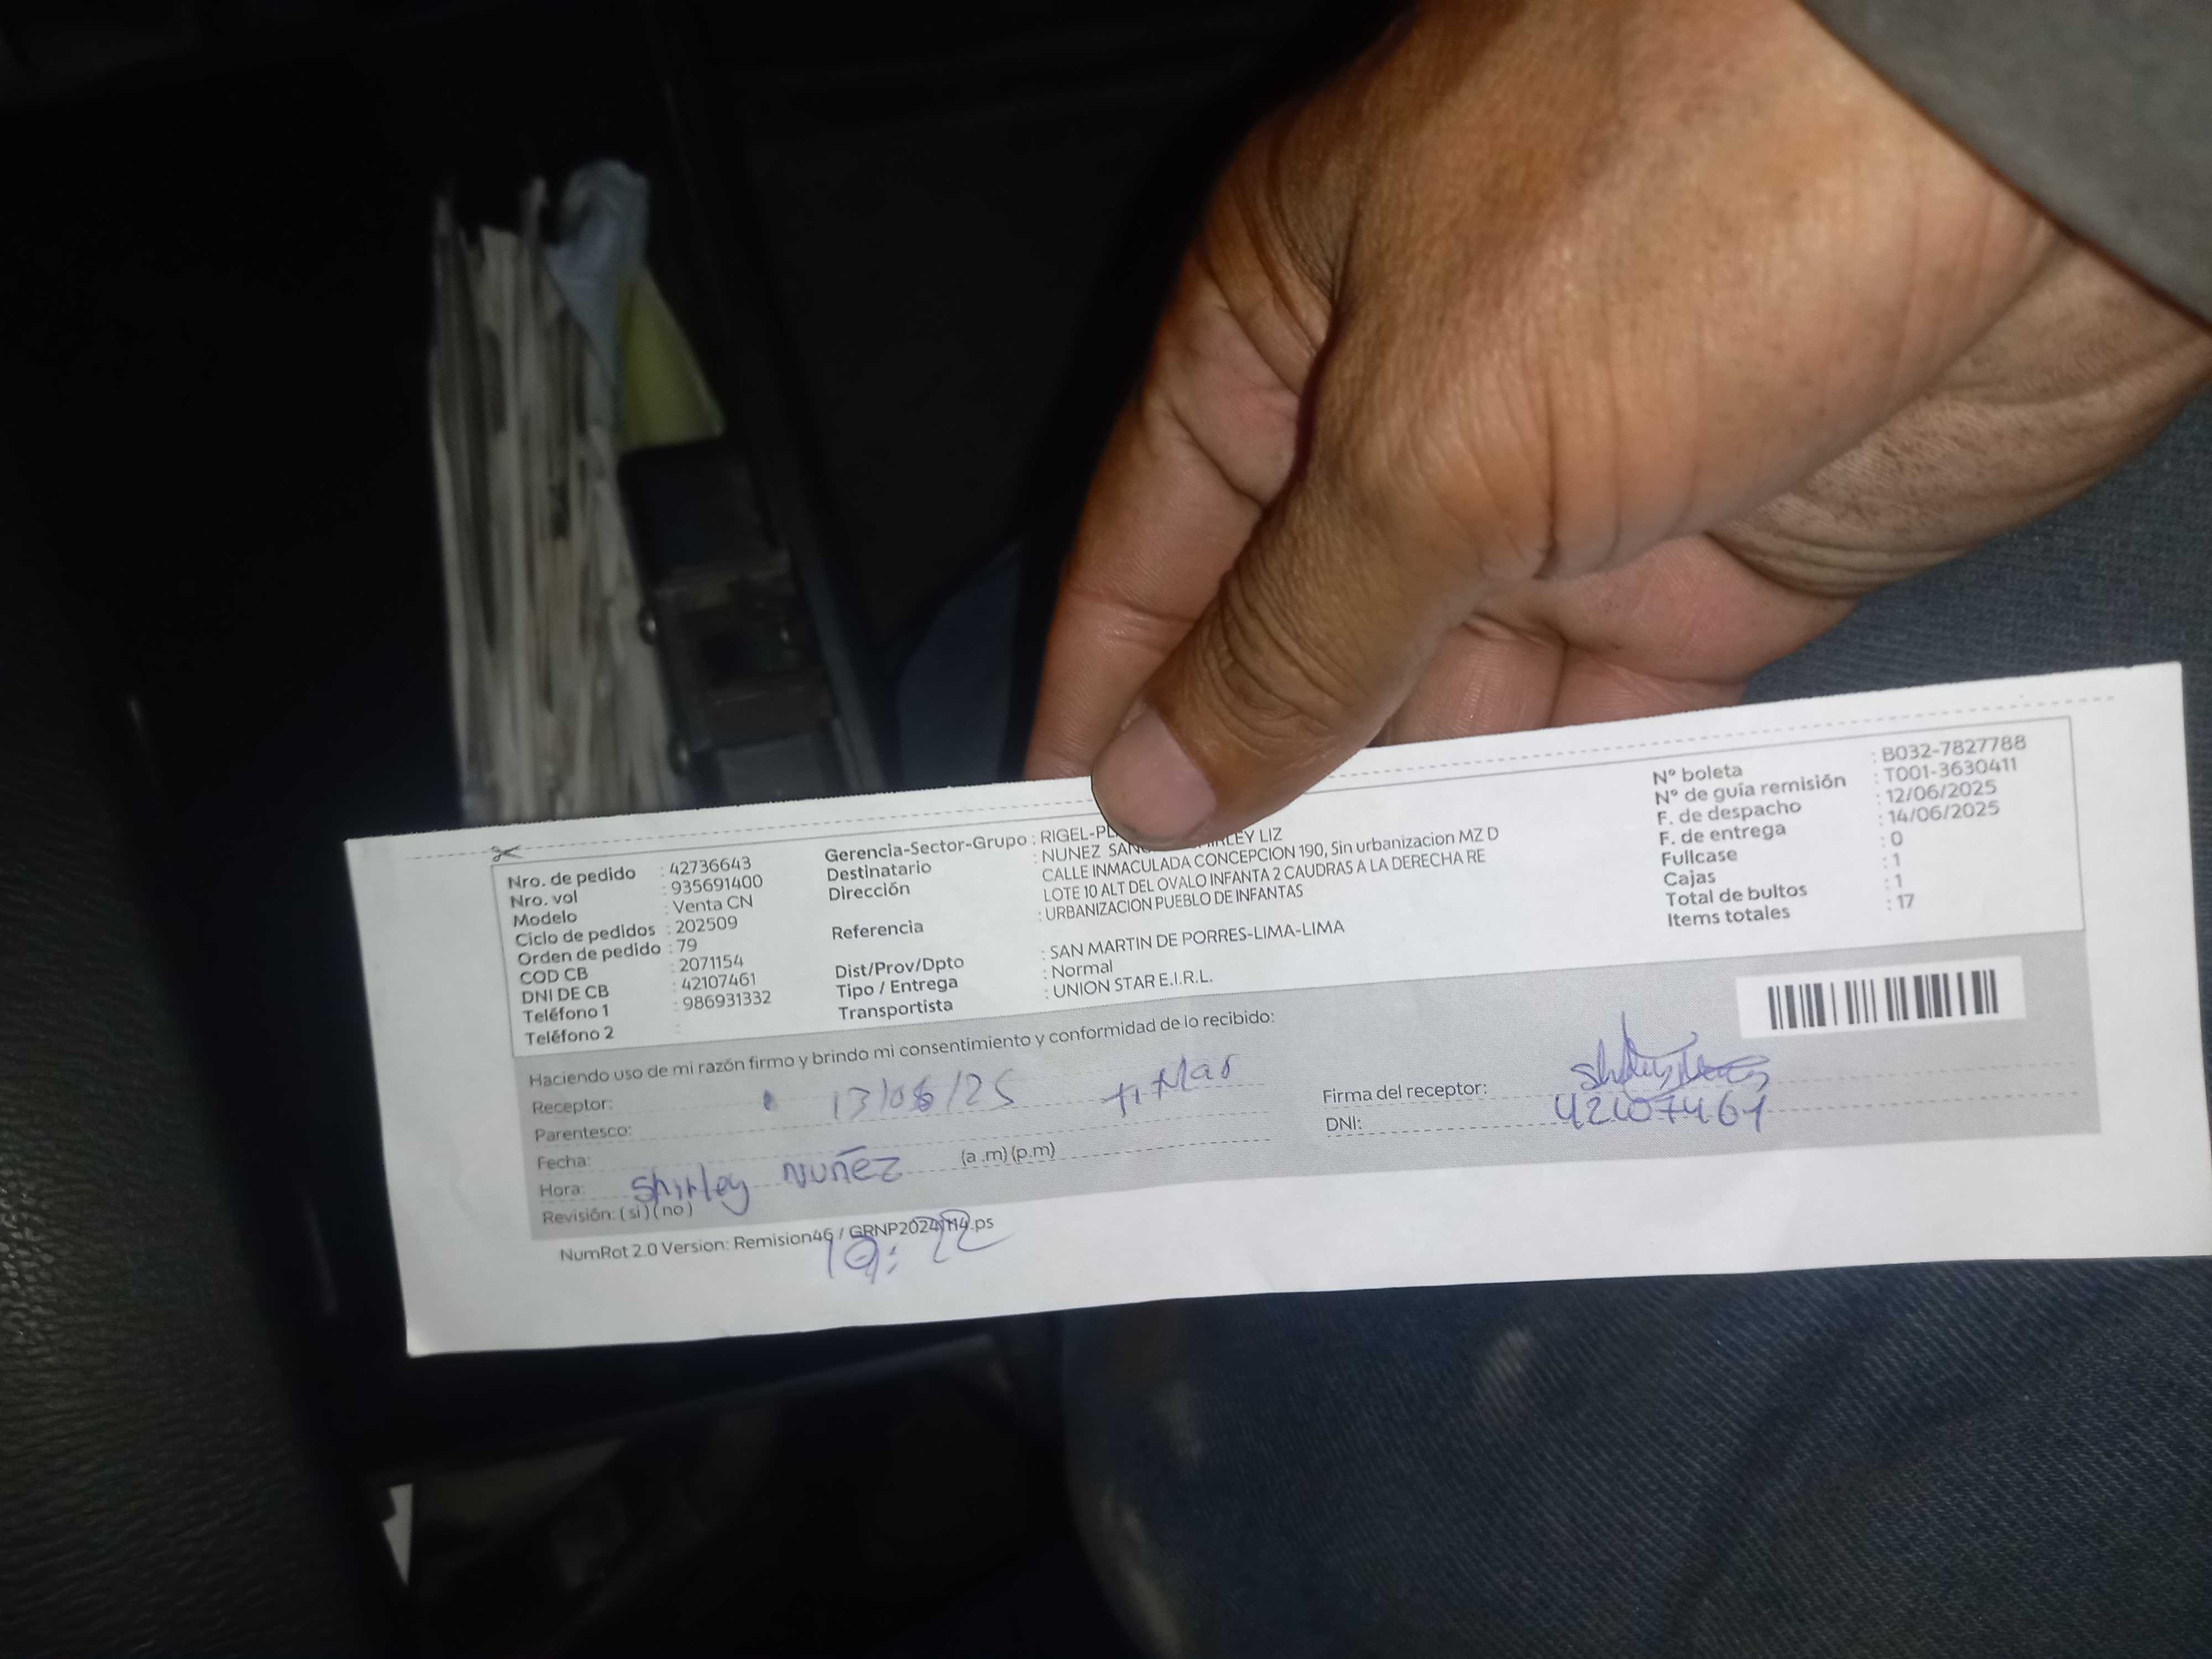 Nro. de pedido : 42736643
Nro. vol : 935691400
Modelo : Venta CN
Ciclo de pedidos : 202509
Orden de pedido : 79
COD CB : 2071154
DNI DE CB : 42107461
Teléfono 1 : 986931332
Teléfono 2 :
Gerencia-Sector-Grupo : RIGEL-PL
Destinatario : NUNEZ SAN LEY LIZ
Dirección : CALLE INMACULADA CONCEPCION 190, Sin urbanizacion MZ D
LOTE 10 ALT DEL OVALO INFANTA 2 CAUDRAS A LA DERECHA RE
Referencia : URBANIZACION PUEBLO DE INFANTAS
Dist/Prov/Dpto : SAN MARTIN DE PORRES-LIMA-LIMA
Tipo / Entrega : Normal
Transportista : UNION STAR E.I.R.L.
N° boleta : B032-7827788
N° de guía remisión : T001-3630411
F. de despacho : 12/06/2025
F. de entrega : 14/06/2025
Fullcase : 0
Cajas : 1
Total de bultos : 1
Items totales : 17
Haciendo uso de mi razón firmo y brindo mi consentimiento y conformidad de lo recibido:
Receptor: 13/06/25
Parentesco:
Fecha:
Hora: Shirley Nuñez (a .m) (p.m)
Revisión: ( si ) ( no )
Firma del receptor:
DNI: 42107461
NumRot 2.0 Version: Remision46 / GRNP2024114.ps